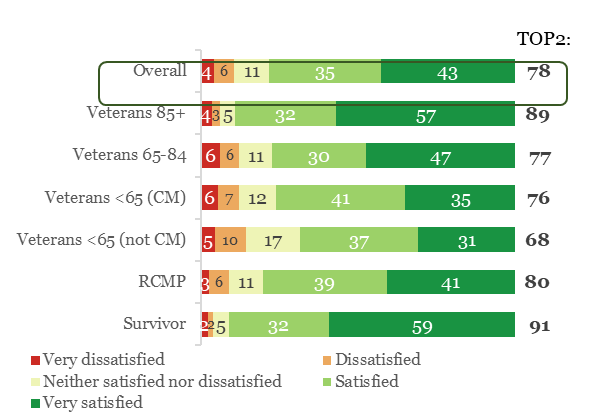 TOP2:
Overall 4 6 11 35 43 78
Veterans 85+ 4 3 5 32 57 89
Veterans 65-84 6 6 11 30 47 77
Veterans <65 (CM) 6 7 12 41 35 76
Veterans <65 (not CM) 5 10 17 37 31 68
RCMP 3 6 11 39 41 80
Survivor 2 2 5 32 59 91
Very dissatisfied Dissatisfied
Neither satisfied nor dissatisfied Satisfied
Very satisfied